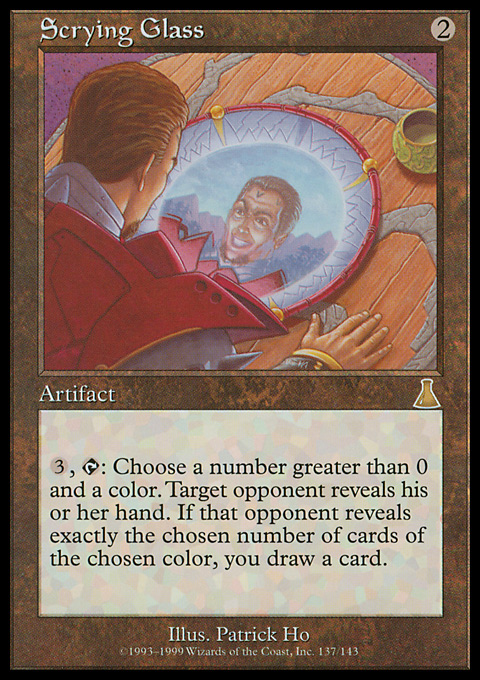 Scrying Glass 2
Artifact
3, : Choose a number greater than 0
and a color. Target opponent reveals his
or her hand. If that opponent reveals
exactly the chosen number of cards of
the chosen color, you draw a card.
Illus. Patrick Ho
©1993–1999 Wizards of the Coast, Inc. 137/143